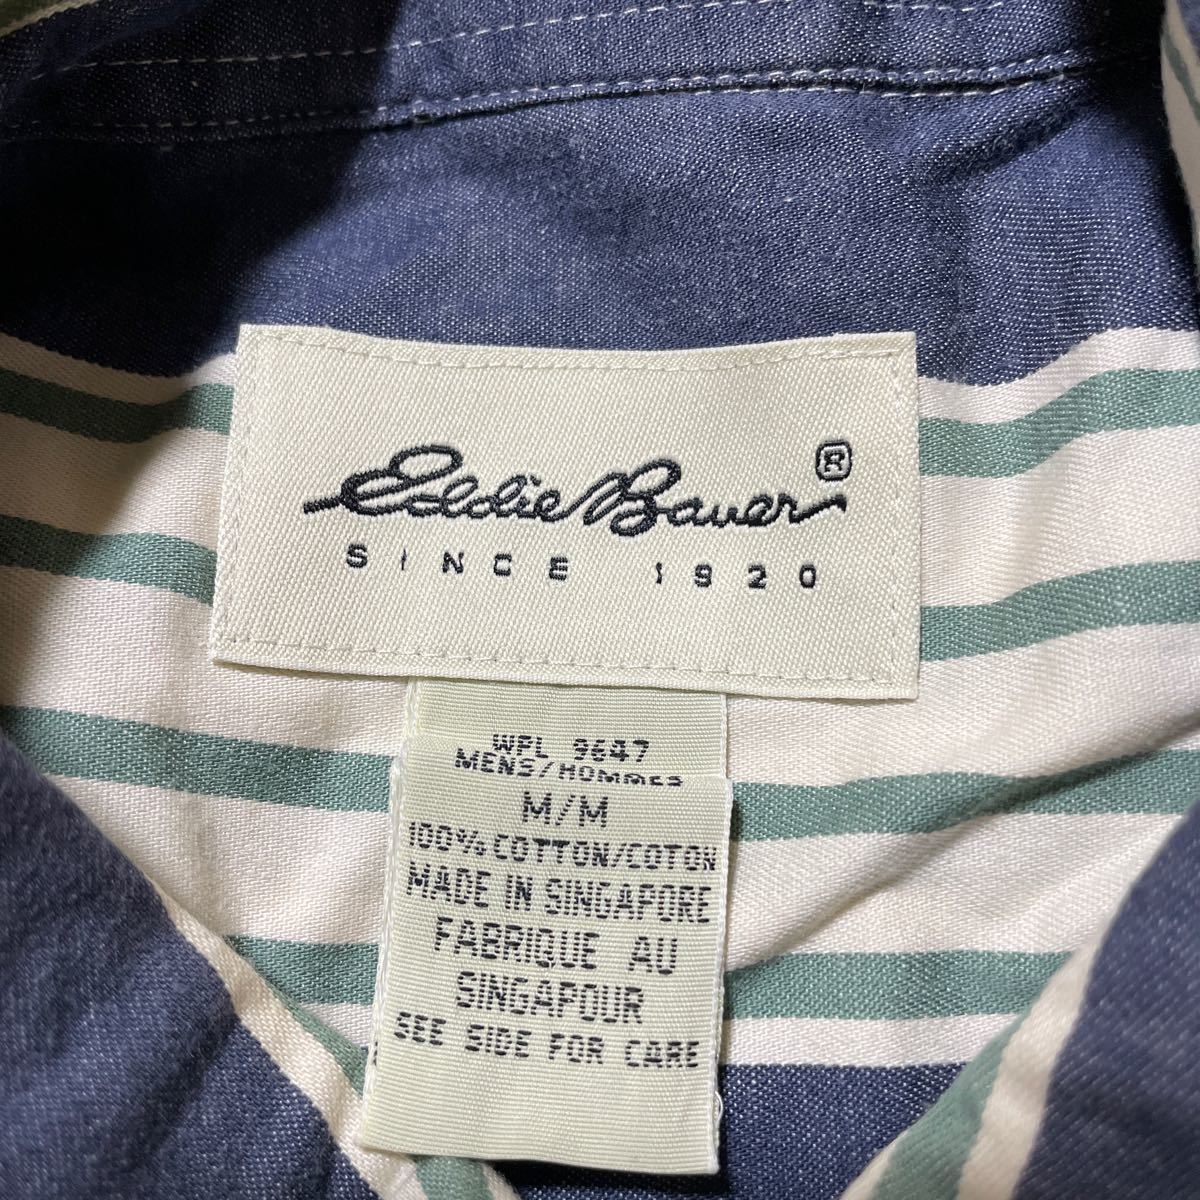 Eddie Bauer ®
SINCE 1920
WPL 9647
MENS/HOMMES
M/M
100% COTTON/COTON
MADE IN SINGAPORE
FABRIQUE AU
SINGAPOUR
SEE SIDE FOR CARE